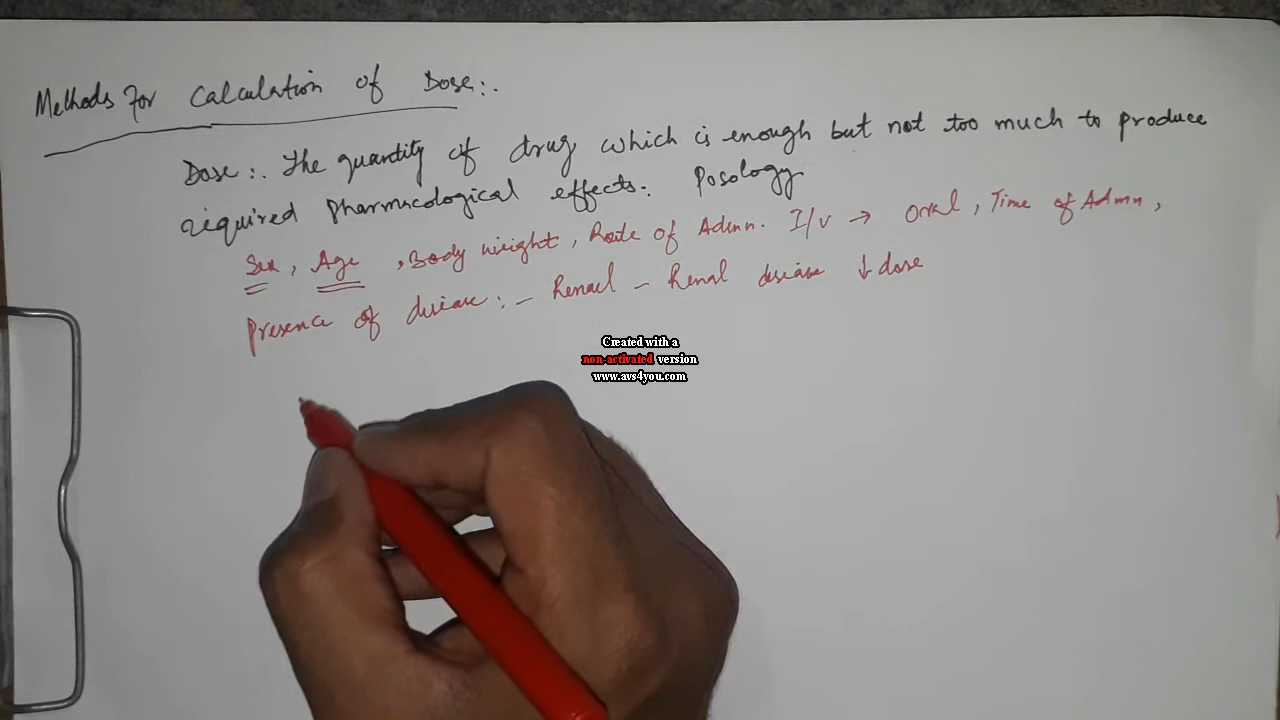 Methods For Calculation of Dose:.
Dose:. The quantity of drug which is enough but not too much to produce
required Pharmacological effects. Posology
Sex, Age, Body weight, Route of Admn. I/v → Oral, Time of Admn,
Presence of disease:- Renal - Renal disease ↓ dose
Created with a
non-activated version
www.avs4you.com